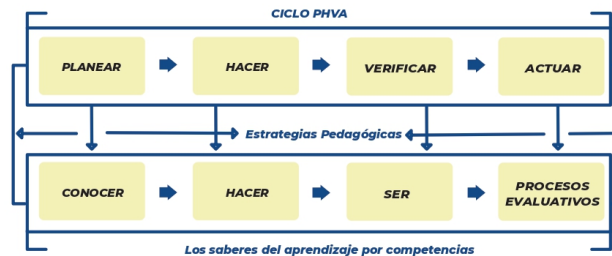 CICLO PHVA
PLANEAR
HACER
VERIFICAR
ACTUAR
Estrategias Pedagógicas
CONOCER
HACER
SER
PROCESOS
EVALUATIVOS
Los saberes del aprendizaje por competencias